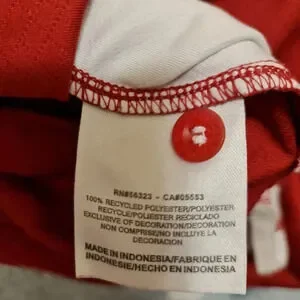 RN#56323 - CA#05553
100% RECYCLED POLYESTER/POLYESTER
RECYCLE/POLIESTER RECICLADO
EXCLUSIVE OF DECORATION/DECORATION
NON COMPRISE/NO INCLUYE LA
DECORACION
MADE IN INDONESIA/FABRIQUE EN
INDONESIE/HECHO EN INDONESIA